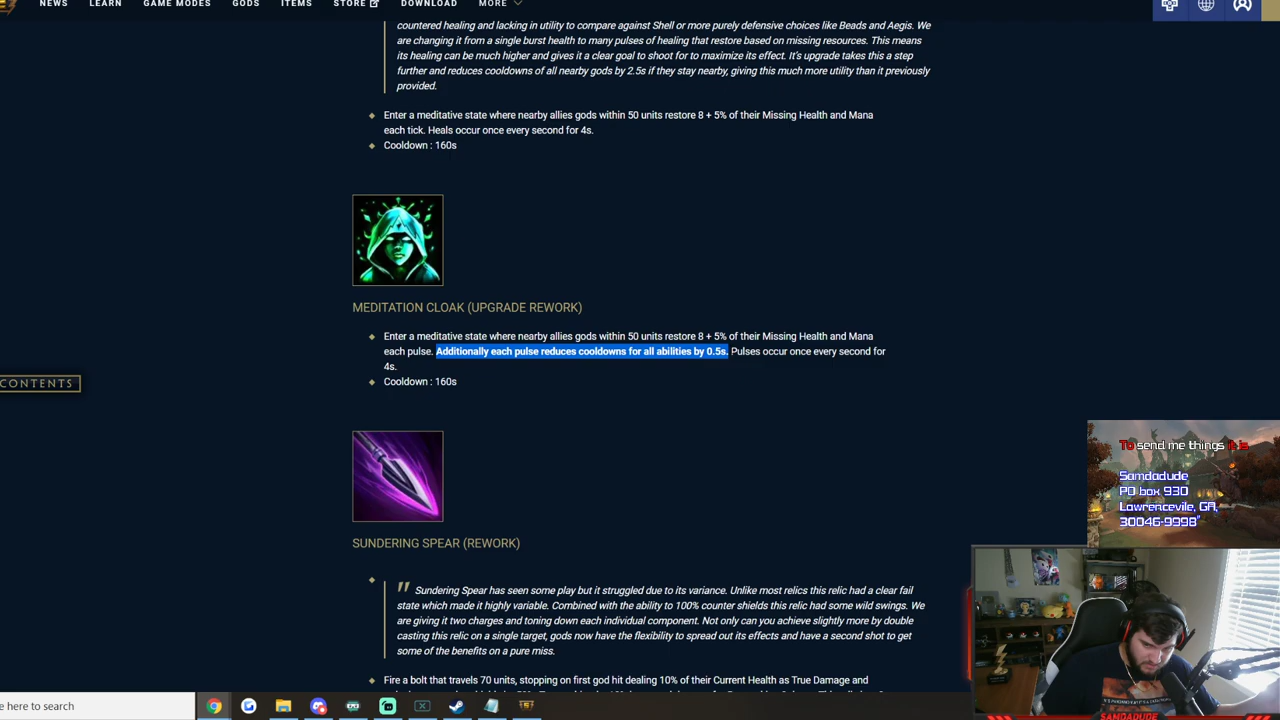 NEWS LEARN GAME MODES GODS ITEMS STORE DOWNLOAD MORE
countered healing and lacking in utility to compare against Shell or more purely defensive choices like Beads and Aegis. We
are changing it from a single burst health to many pulses of healing that restore based on missing resources. This means
its healing can be much higher and gives it a clear goal to shoot for to maximize its effect. It's upgrade takes this a step
further and reduces cooldowns of all nearby gods by 2.5s if they stay nearby, giving this much more utility than it previously
provided.
Enter a meditative state where nearby allies gods within 50 units restore 8 + 5% of their Missing Health and Mana
each tick. Heals occur once every second for 4s.
Cooldown : 160s
MEDITATION CLOAK (UPGRADE REWORK)
Enter a meditative state where nearby allies gods within 50 units restore 8 + 5% of their Missing Health and Mana
each pulse. Additionally each pulse reduces cooldowns for all abilities by 0.5s. Pulses occur once every second for
4s.
Cooldown : 160s
CONTENTS
SUNDERING SPEAR (REWORK)
" Sundering Spear has seen some play but it struggled due to its variance. Unlike most relics this relic had a clear fail
state which made it highly variable. Combined with the ability to 100% counter shields this relic had some wild swings. We
are giving it two charges and toning down each individual component. Not only can you achieve slightly more by double
casting this relic on a single target, gods now have the flexibility to spread out its effects and have a second shot to get
some of the benefits on a pure miss.
Fire a bolt that travels 70 units, stopping on first god hit dealing 10% of their Current Health as True Damage and
To send me things it is
Samdadude
PO box 930
Lawrencevile, GA,
30046-9998"
e here to search
SAMDADUDE